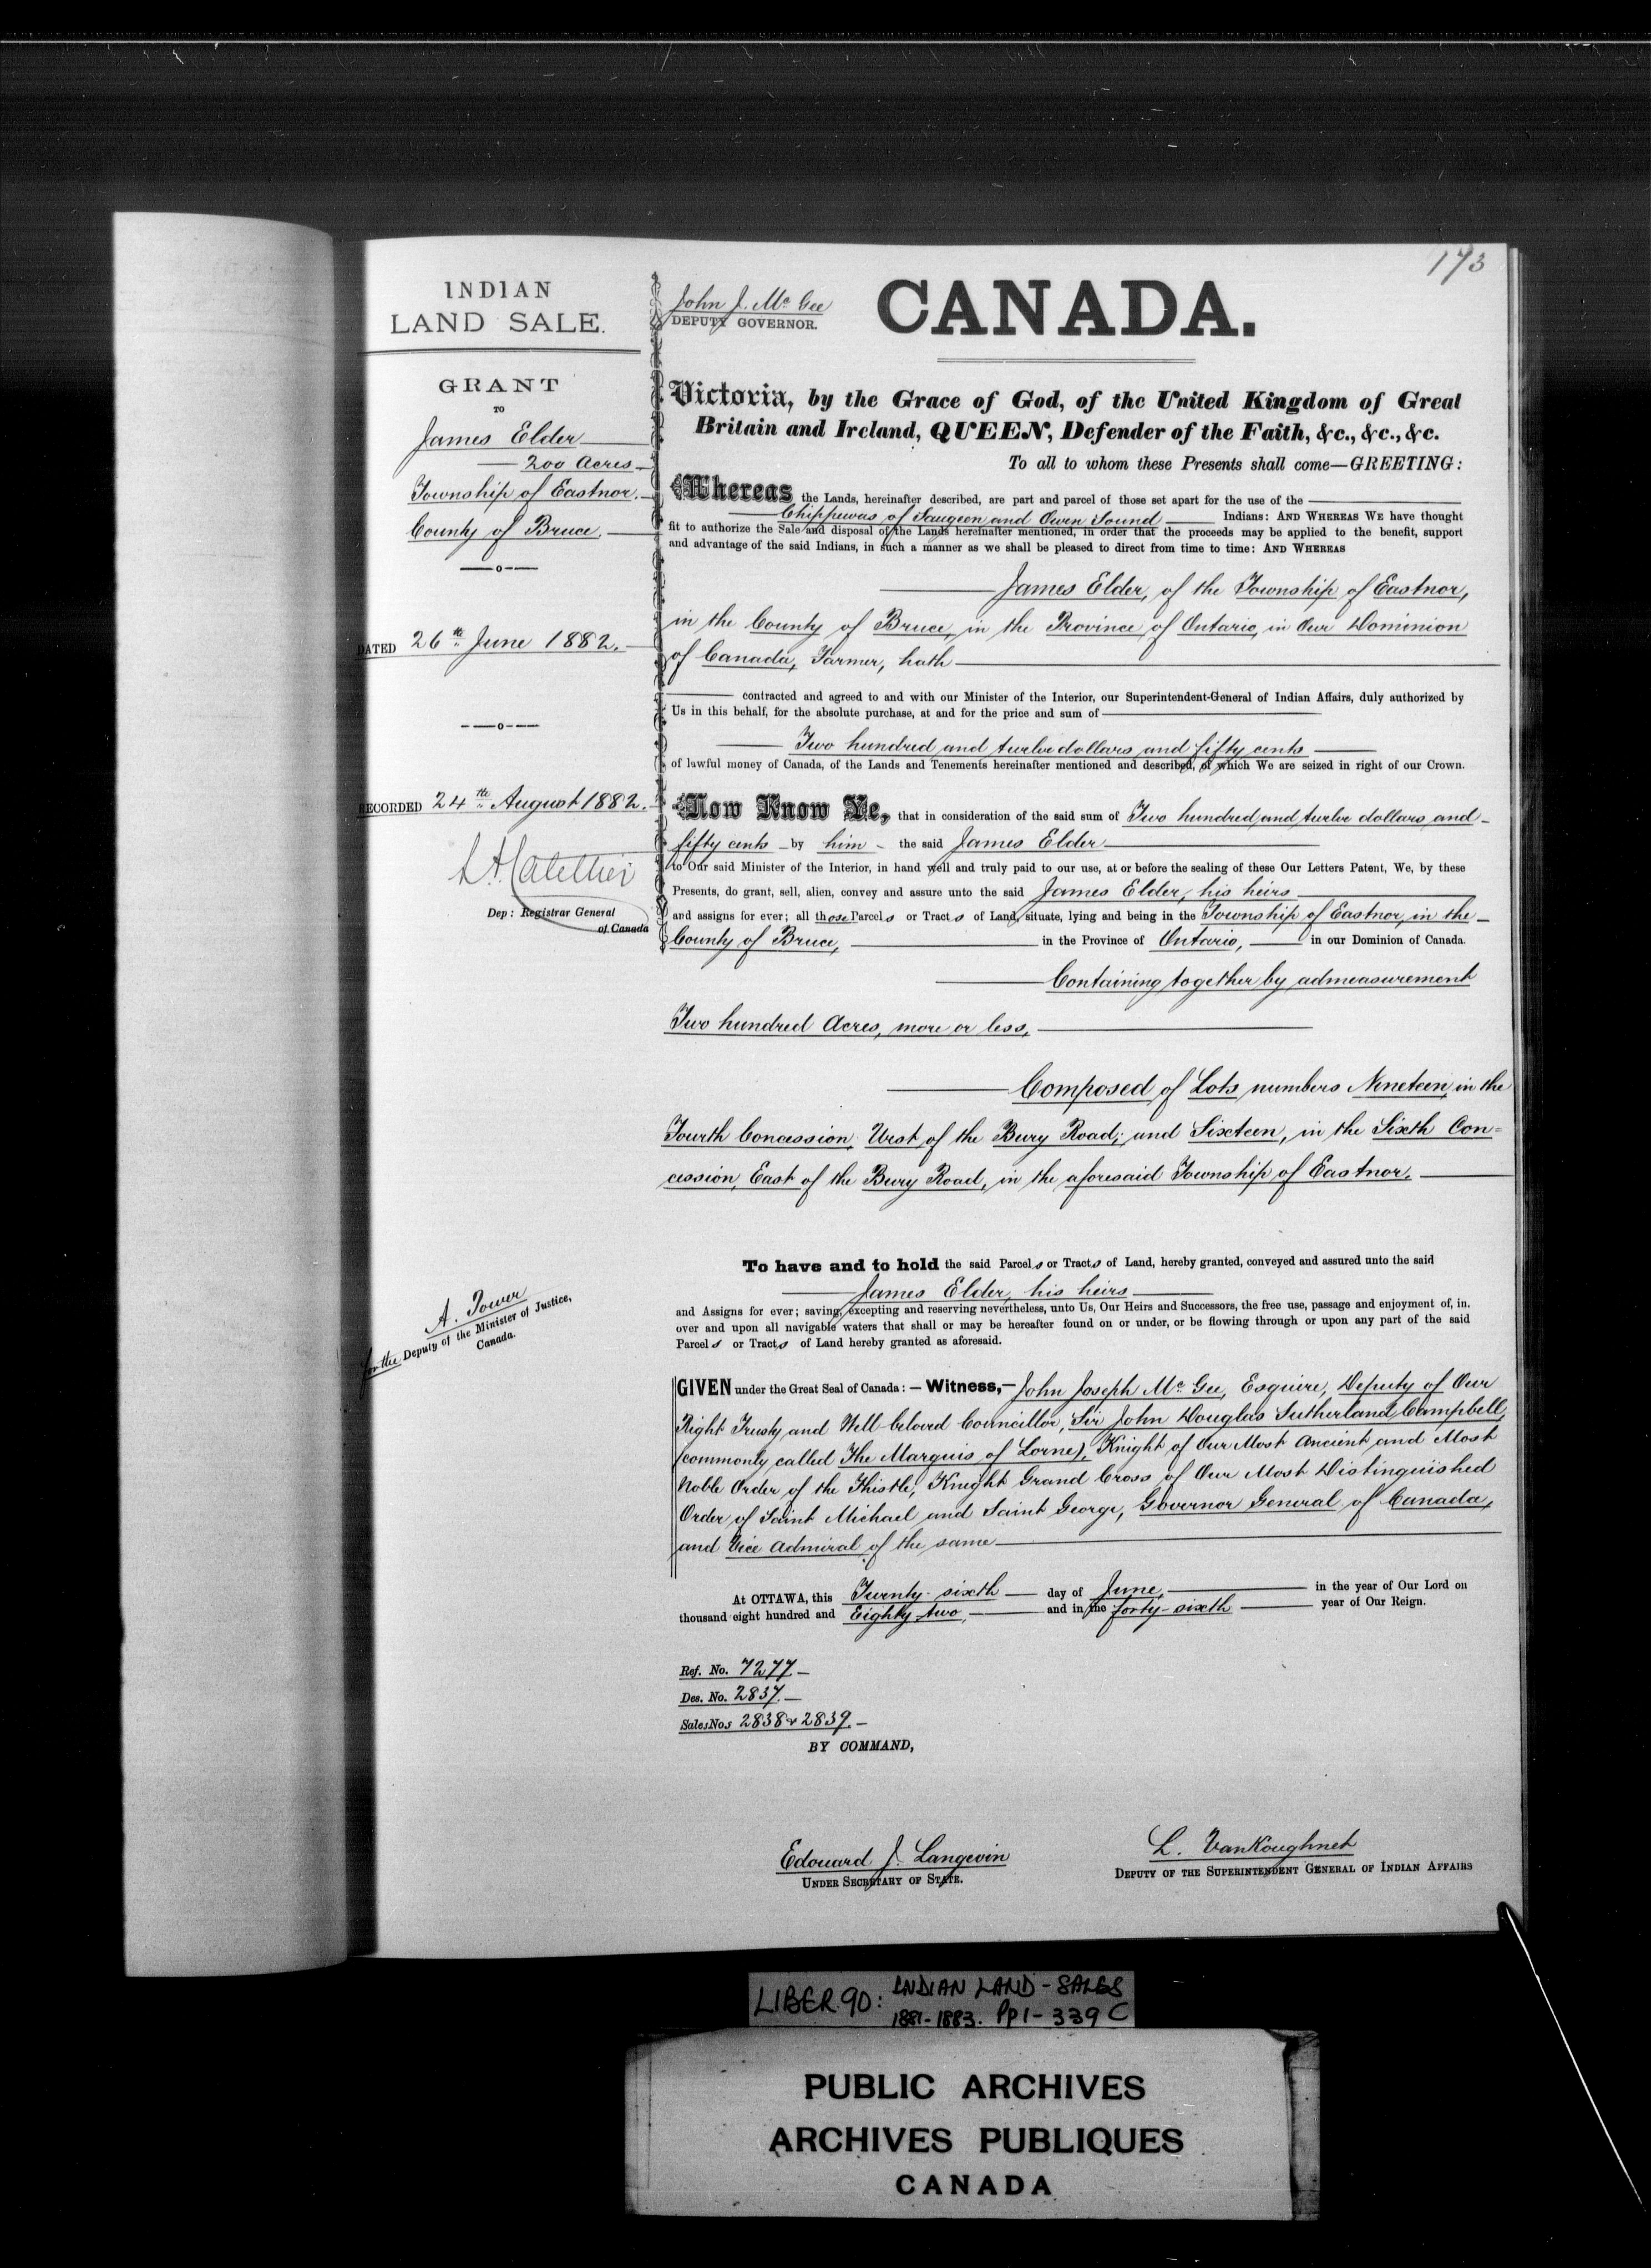 173
INDIAN
LAND SALE.
GRANT
TO
James Elder
200 Acres
Township of Eastnor.
County of Bruce.
DATED 26th June 1882.
RECORDED 24th August 1882.
Dep: Registrar General
of Canada
A. Power
for the Deputy of the Minister of Justice,
Canada.
John J. McGee
DEPUTY GOVERNOR.
CANADA.
Victoria, by the Grace of God, of the United Kingdom of Great
Britain and Ireland, QUEEN, Defender of the Faith, &c., &c., &c.
To all to whom these Presents shall come—GREETING:
Whereas the Lands, hereinafter described, are part and parcel of those set apart for the use of the
Chippewas of Saugeen and Owen Sound Indians: AND WHEREAS WE have thought
fit to authorize the Sale and disposal of the Lands hereinafter mentioned, in order that the proceeds may be applied to the benefit, support
and advantage of the said Indians, in such a manner as we shall be pleased to direct from time to time: AND WHEREAS
James Elder, of the Township of Eastnor,
in the County of Bruce, in the Province of Ontario, in Our Dominion
of Canada, Farmer, hath
contracted and agreed to and with our Minister of the Interior, our Superintendent-General of Indian Affairs, duly authorized by
Us in this behalf, for the absolute purchase, at and for the price and sum of
Two hundred and twelve dollars and fifty cents
of lawful money of Canada, of the Lands and Tenements hereinafter mentioned and described, of which We are seized in right of our Crown.
Now Know Ye, that in consideration of the said sum of Two hundred and twelve dollars and
fifty cents by him the said James Elder
to Our said Minister of the Interior, in hand well and truly paid to our use, at or before the sealing of these Our Letters Patent, We, by these
Presents, do grant, sell, alien, convey and assure unto the said James Elder, his heirs
and assigns for ever; all those Parcels or Tracts of Land, situate, lying and being in the Township of Eastnor, in the
County of Bruce, in the Province of Ontario, in our Dominion of Canada.
Containing together by admeasurement
Two hundred Acres, more or less,
Composed of Lots numbers Nineteen, in the
Fourth Concession, West of the Bury Road; and Sixteen, in the Sixth Con=
cession, East of the Bury Road, in the aforesaid Township of Eastnor.
To have and to hold the said Parcels or Tracts of Land, hereby granted, conveyed and assured unto the said
James Elder, his heirs
and Assigns for ever; saving, excepting and reserving nevertheless, unto Us, Our Heirs and Successors, the free use, passage and enjoyment of, in.
over and upon all navigable waters that shall or may be hereafter found on or under, or be flowing through or upon any part of the said
Parcels or Tracts of Land hereby granted as aforesaid.
GIVEN under the Great Seal of Canada:—Witness,—John Joseph McGee, Esquire, Deputy of Our
Right Trusty and Well-beloved Councillor, Sir John Douglas Sutherland Campbell,
(commonly called The Marquis of Lorne), Knight of Our Most Ancient and Most
Noble Order of the Thistle, Knight Grand Cross of Our Most Distinguished
Order of Saint Michael and Saint George, Governor General of Canada,
and Vice Admiral of the same
At OTTAWA, this Twenty-sixth day of June, in the year of Our Lord on
thousand eight hundred and Eighty two, and in the forty-sixth year of Our Reign.
Ref. No. 7277.
Des. No. 2837.
Sales Nos 2838 & 2839.
BY COMMAND,
Edouard J. Langevin
UNDER SECRETARY OF STATE.
L. VanKoughnet
DEPUTY OF THE SUPERINTENDENT GENERAL OF INDIAN AFFAIRS
LIBER.90: INDIAN LAND-SALES
1881-1883. Pp 1-339 C
PUBLIC ARCHIVES
ARCHIVES PUBLIQUES
CANADA